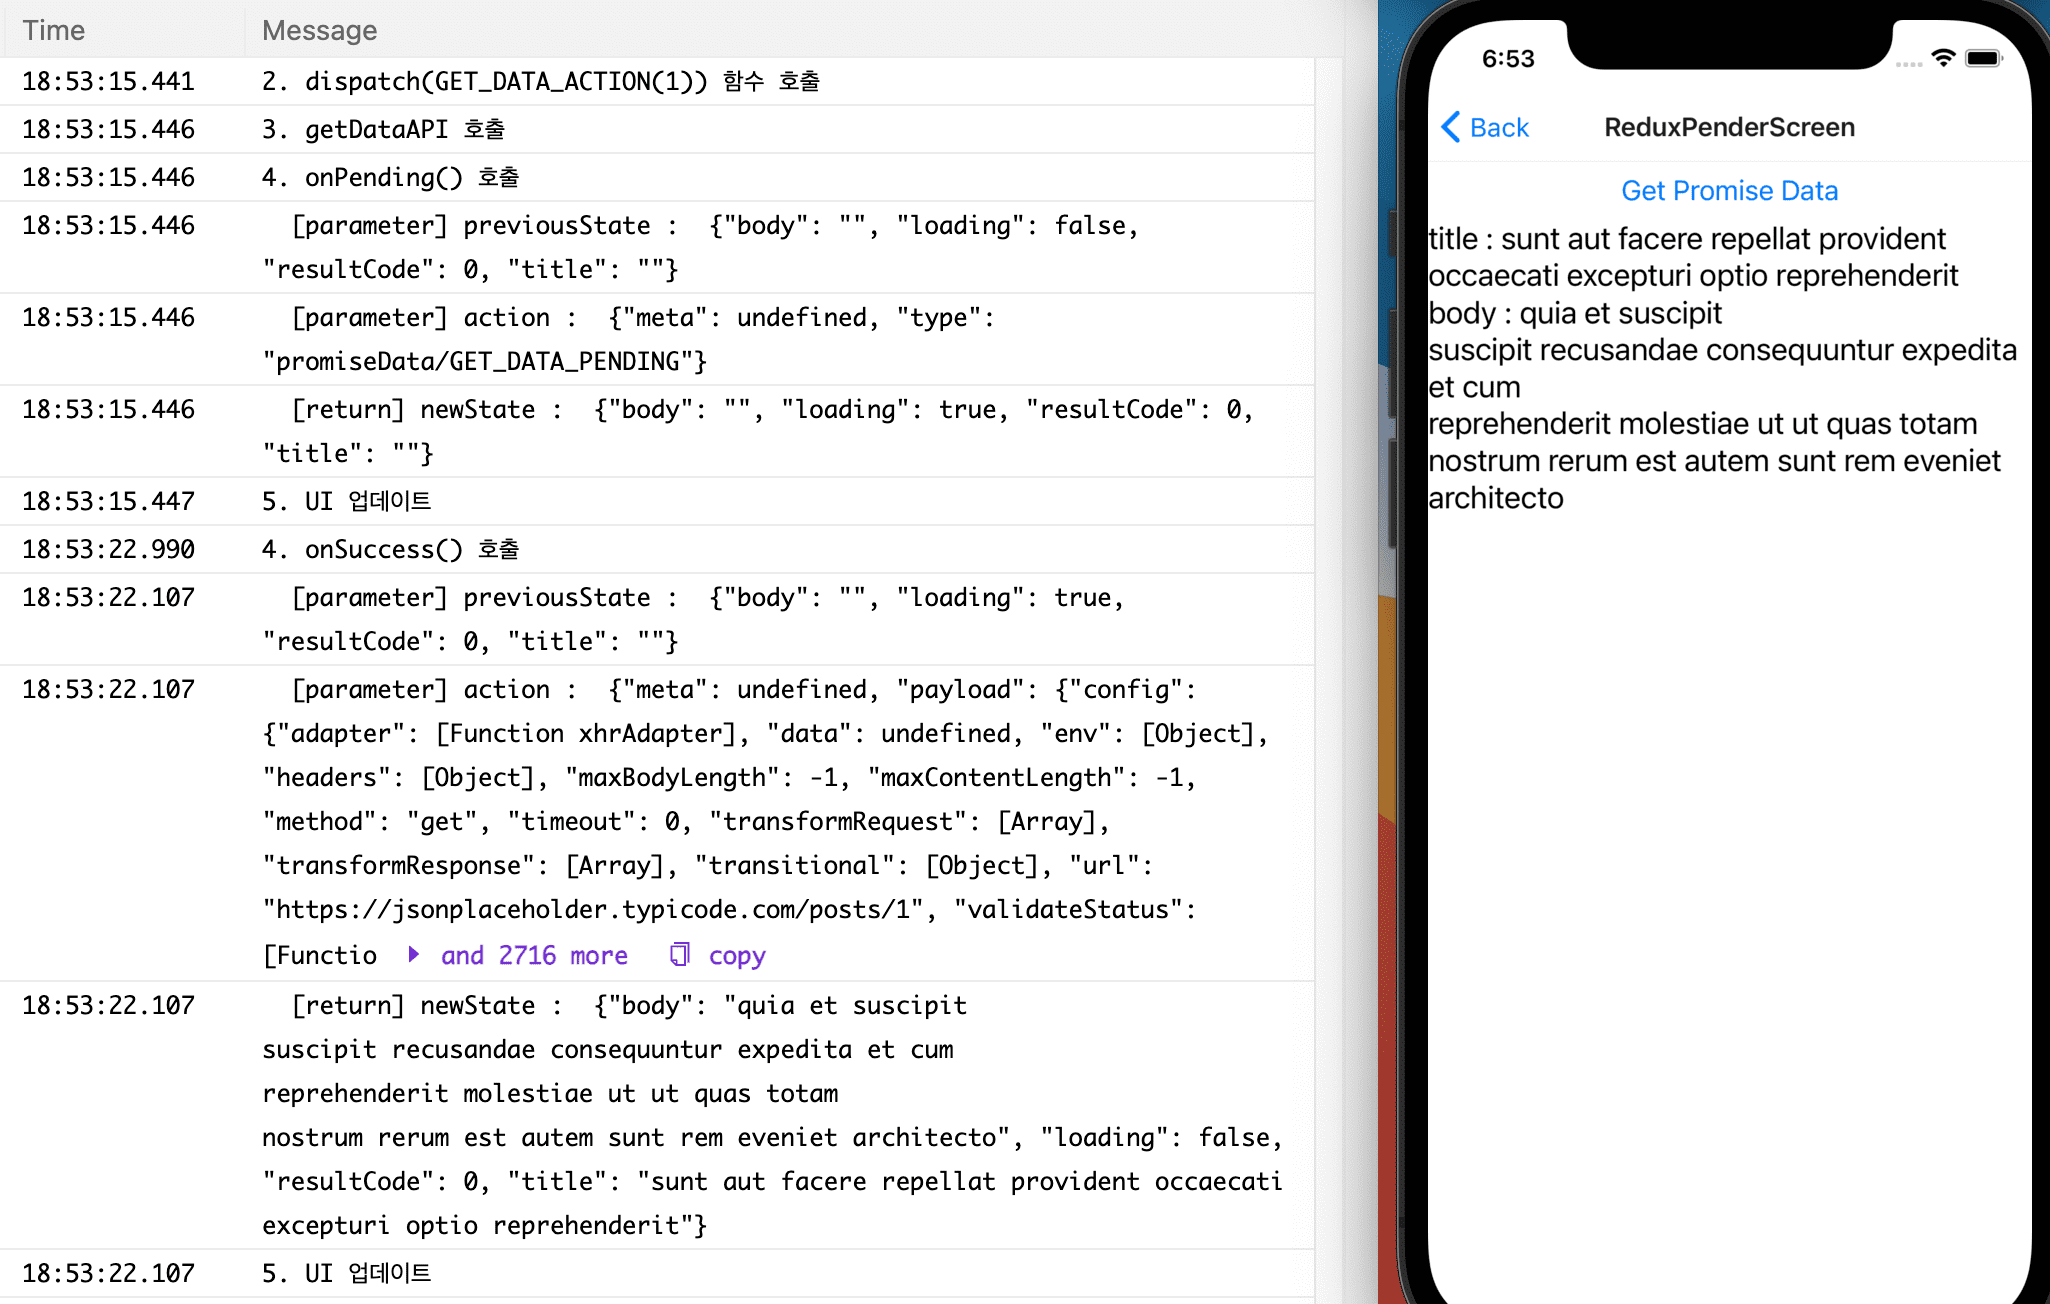 Time Message
18:53:15.441 2. dispatch(GET_DATA_ACTION(1)) 함수 호출
18:53:15.446 3. getDataAPI 호출
18:53:15.446 4. onPending() 호출
18:53:15.446 [parameter] previousState : {"body": "", "loading": false,
"resultCode": 0, "title": ""}
18:53:15.446 [parameter] action : {"meta": undefined, "type":
"promiseData/GET_DATA_PENDING"}
18:53:15.446 [return] newState : {"body": "", "loading": true, "resultCode": 0,
"title": ""}
18:53:15.447 5. UI 업데이트
18:53:22.990 4. onSuccess() 호출
18:53:22.107 [parameter] previousState : {"body": "", "loading": true,
"resultCode": 0, "title": ""}
18:53:22.107 [parameter] action : {"meta": undefined, "payload": {"config":
{"adapter": [Function xhrAdapter], "data": undefined, "env": [Object],
"headers": [Object], "maxBodyLength": -1, "maxContentLength": -1,
"method": "get", "timeout": 0, "transformRequest": [Array],
"transformResponse": [Array], "transitional": [Object], "url":
"https://jsonplaceholder.typicode.com/posts/1", "validateStatus":
[Functio and 2716 more copy
18:53:22.107 [return] newState : {"body": "quia et suscipit
suscipit recusandae consequuntur expedita et cum
reprehenderit molestiae ut ut quas totam
nostrum rerum est autem sunt rem eveniet architecto", "loading": false,
"resultCode": 0, "title": "sunt aut facere repellat provident occaecati
excepturi optio reprehenderit"}
18:53:22.107 5. UI 업데이트
6:53
Back ReduxPenderScreen
Get Promise Data
title : sunt aut facere repellat provident
occaecati excepturi optio reprehenderit
body : quia et suscipit
suscipit recusandae consequuntur expedita
et cum
reprehenderit molestiae ut ut quas totam
nostrum rerum est autem sunt rem eveniet
architecto